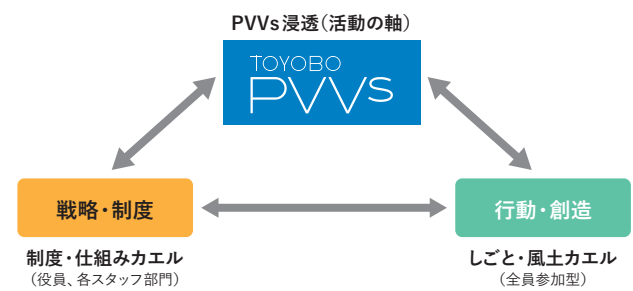 PVVs浸透（活動の軸）
TOYOBO
PVVs
戦略・制度
行動・創造
制度・仕組みカエル
（役員、各スタッフ部門）
しごと・風土カエル
（全員参加型）